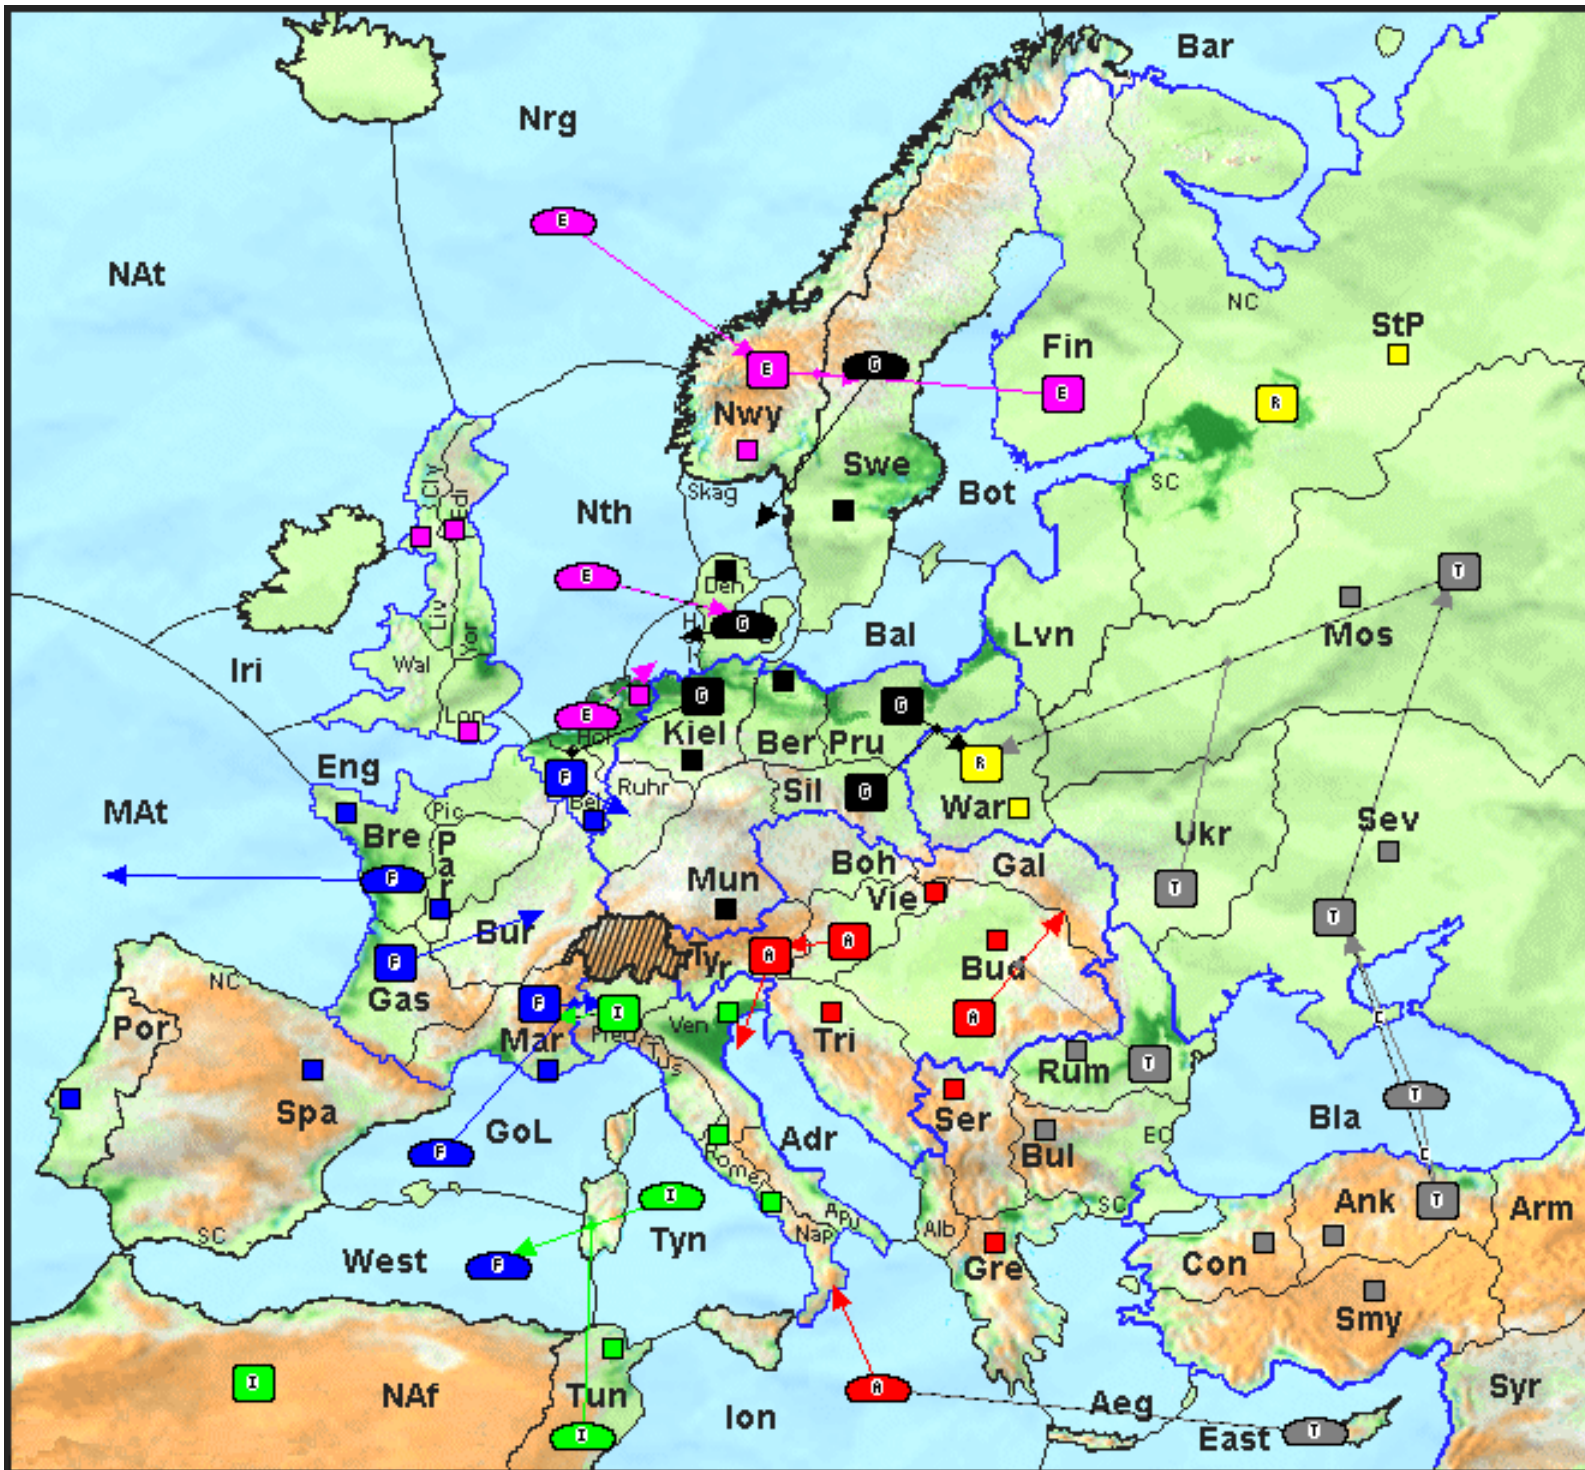 Bar
Nrg
E
NAt
NC
StP
Fin
E
G
E
R
Nwy
Swe
SC
Bot
Skag
Cly
Edi
Nth
T
E
Den
Mos
G
Bal
Lvn
Liv
Yor
Wal
Iri
G
G
E
Lon
Hol
Kiel
Ber
Pru
R
Eng
F
Ruhr
Sil
G
War
MAt
Pic
Bel
Bre
Par
Ukr
Sev
Boh
Gal
F
Mun
Vie
T
T
Bur
A
A
F
Tyr
Bud
NC
Gas
F
I
A
Por
Mar
Pied
Ven
Tri
C
Tus
Rum
T
T
Spa
Ser
Bla
GoL
Adr
EC
F
Rome
Bul
C
I
Ank
T
SC
Apu
SC
Arm
West
Tyn
Nap
Alb
F
Gre
Con
Smy
I
NAf
Tun
A
Syr
Ion
Aeg
I
East
T